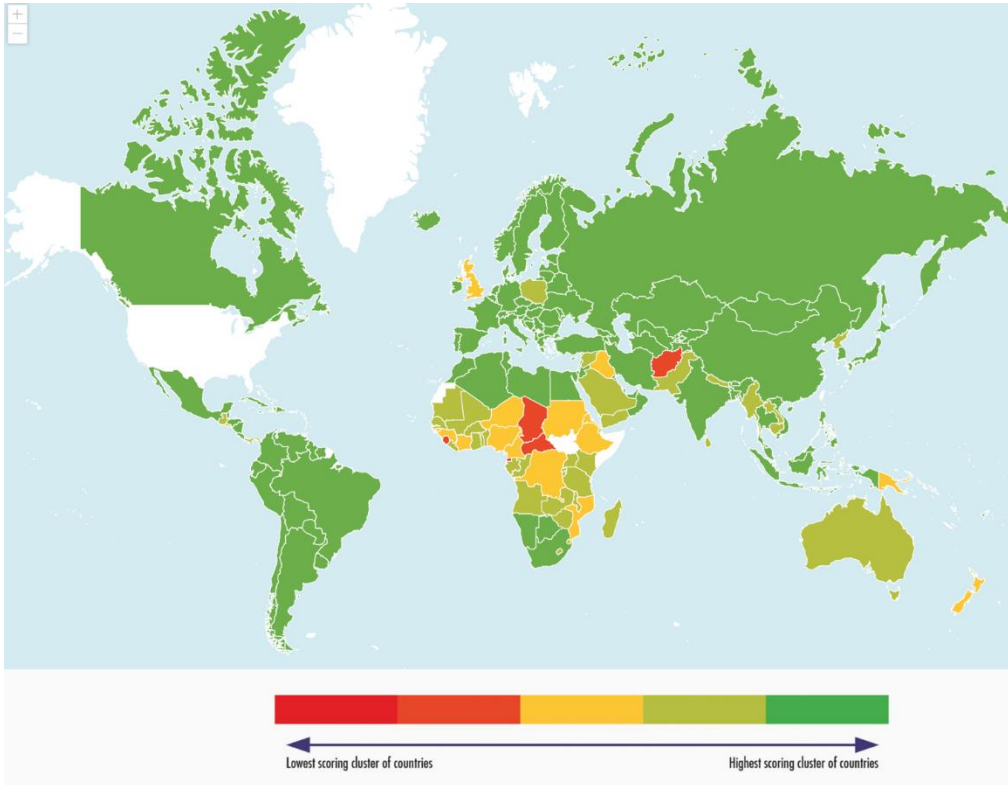 +
−
Lowest scoring cluster of countries
Highest scoring cluster of countries